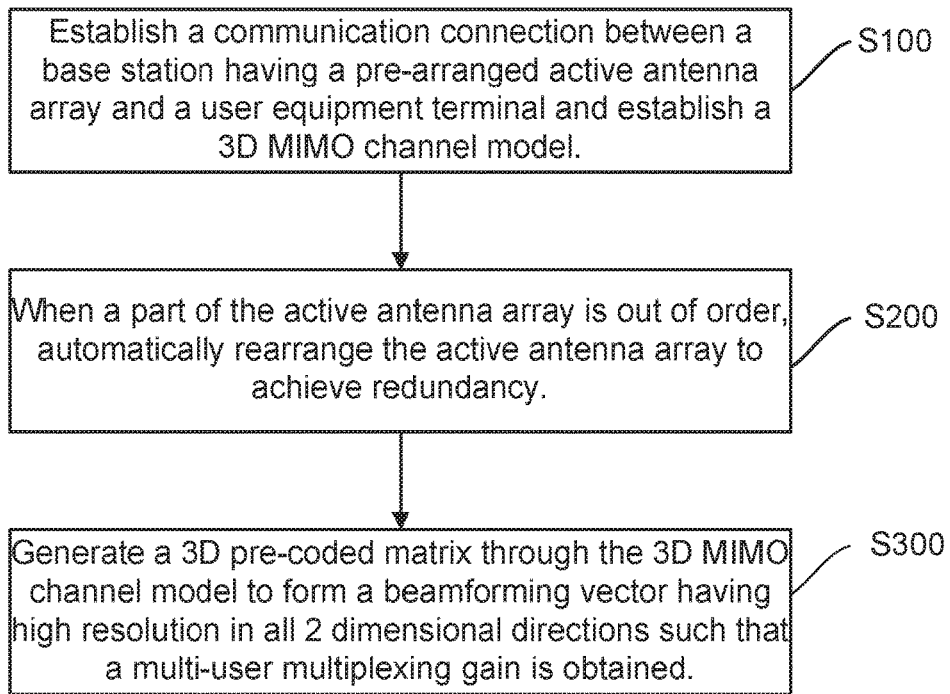 Establish a communication connection between a
base station having a pre-arranged active antenna
array and a user equipment terminal and establish a
3D MIMO channel model.
S100
When a part of the active antenna array is out of order,
automatically rearrange the active antenna array to
achieve redundancy.
S200
Generate a 3D pre-coded matrix through the 3D MIMO
channel model to form a beamforming vector having
high resolution in all 2 dimensional directions such that
a multi-user multiplexing gain is obtained.
S300